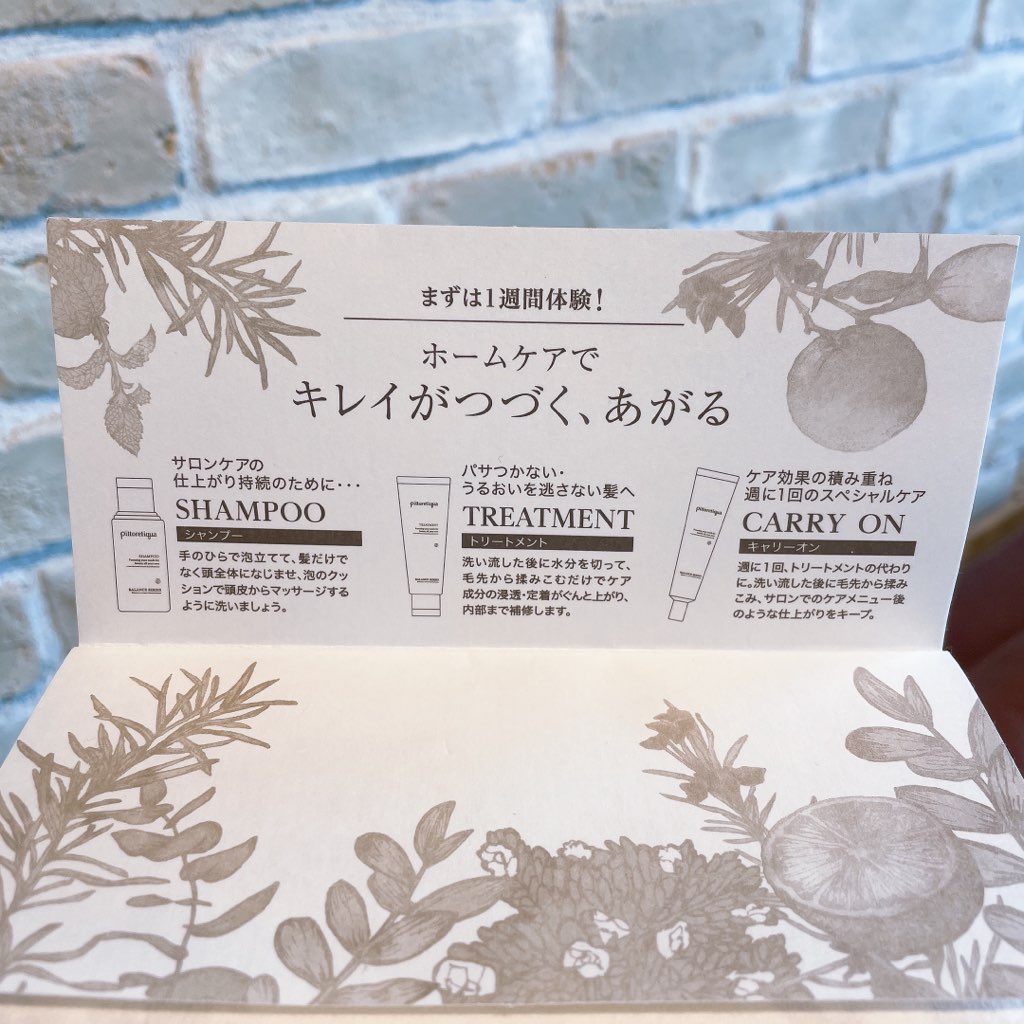 まずは1週間体験!
ホームケアで
キレイがつづく、あがる
サロンケアの
仕上がり持続のために・・・
SHAMPOO
シャンプー
手のひらで泡立てて、髪だけで
なく頭全体になじませ、泡のクッ
ションで頭皮からマッサージする
ように洗いましょう。
pittoretiqua
SHAMPOO
BALANCE SERIES
パサつかない・
うるおいを逃さない髪へ
TREATMENT
トリートメント
洗い流した後に水分を切って、
毛先から揉みこむだけでケア
成分の浸透・定着がぐんと上がり、
内部まで補修します。
pittoretiqua
TREATMENT
BALANCE SERIES
ケア効果の積み重ね
週に1回のスペシャルケア
CARRY ON
キャリーオン
週に1回、トリートメントの代わり
に。洗い流した後に毛先から揉み
こみ、サロンでのケアメニュー後
のような仕上がりをキープ。
pittoretiqua